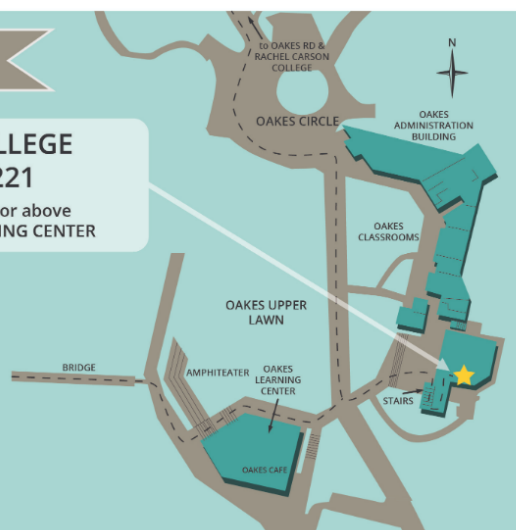 to OAKES RD &
RACHEL CARSON
COLLEGE
N
OAKES CIRCLE
OAKES
ADMINISTRATION
BUILDING
LLEGE
221
or above
ING CENTER
OAKES
CLASSROOMS
OAKES UPPER
LAWN
BRIDGE
AMPHITEATER
OAKES
LEARNING
CENTER
STAIRS
OAKES CAFE